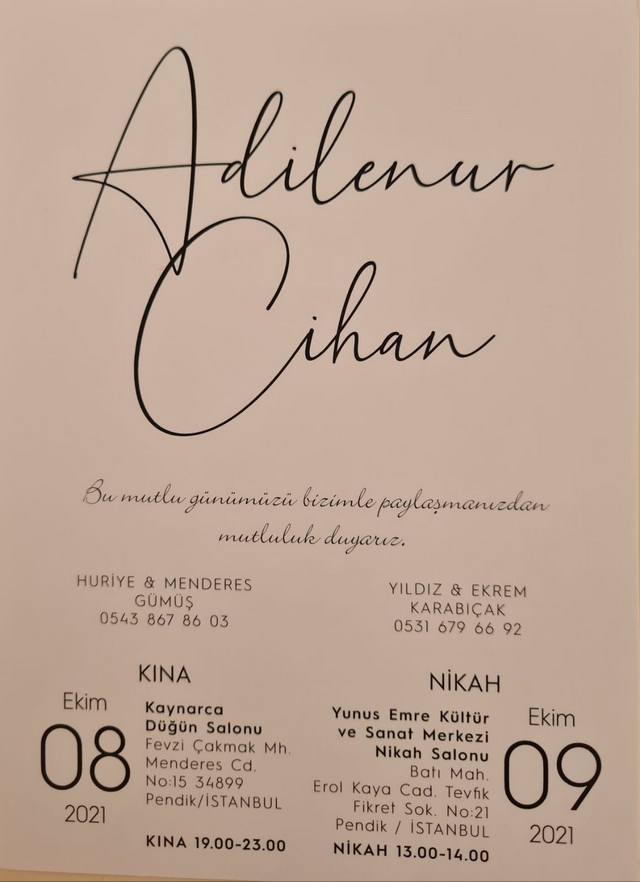 Adilenur
Cihan
Bu mutlu günümüzü bizimle paylaşmanızdan
mutluluk duyarız.
HURİYE & MENDERES
GÜMÜŞ
0543 867 86 03
YILDIZ & EKREM
KARABIÇAK
0531 679 66 92
KINA
Ekim
08
2021
Kaynarca
Düğün Salonu
Fevzi Çakmak Mh.
Menderes Cd.
No:15 34899
Pendik/İSTANBUL
KINA 19.00-23.00
NİKAH
Yunus Emre Kültür
ve Sanat Merkezi
Nikah Salonu
Batı Mah.
Erol Kaya Cad. Tevfik
Fikret Sok. No:21
Pendik / İSTANBUL
NİKAH 13.00-14.00
Ekim
09
2021